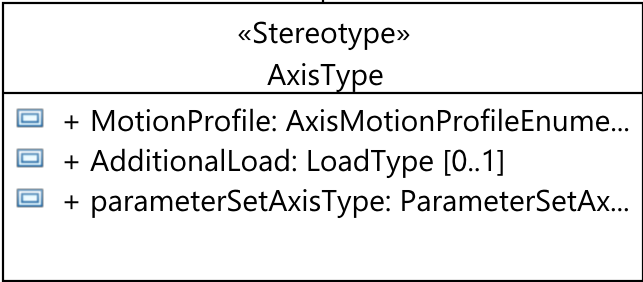 «Stereotype»
AxisType
+ MotionProfile: AxisMotionProfileEnume...
+ AdditionalLoad: LoadType [0..1]
+ parameterSetAxisType: ParameterSetAx...